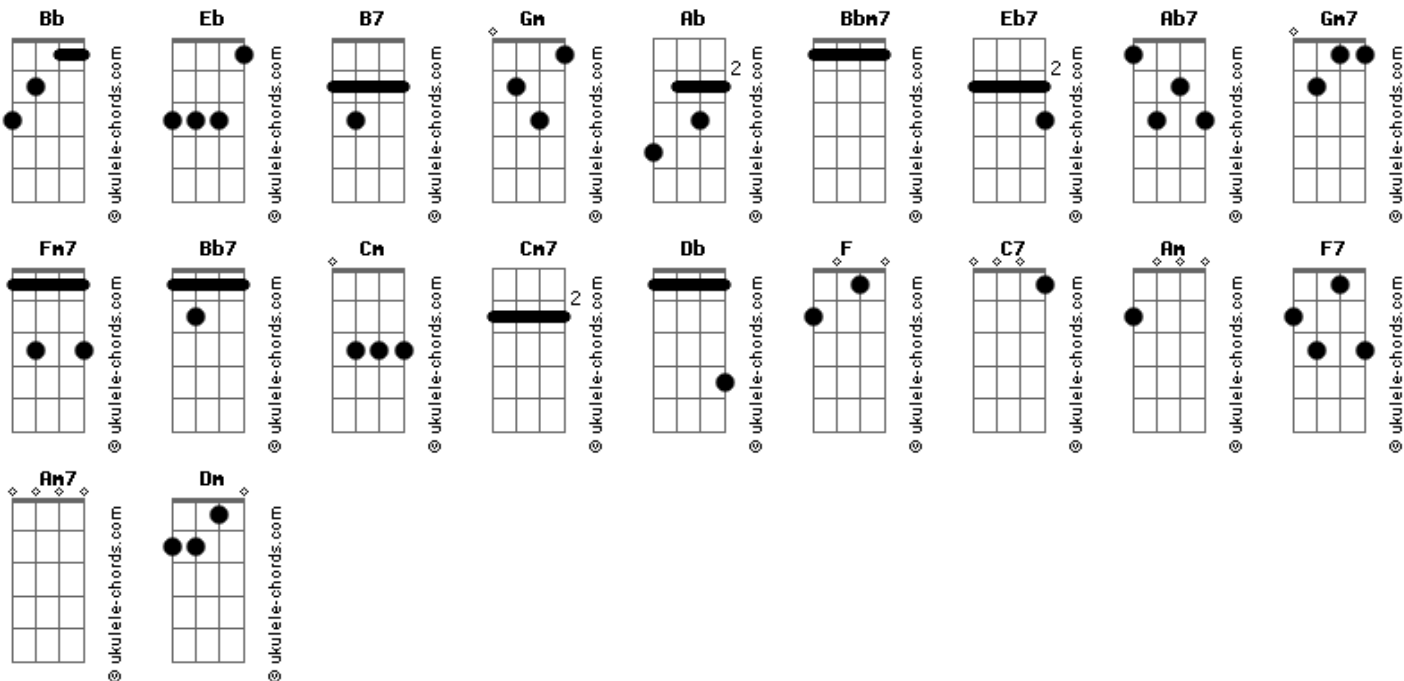 Bb Eb B7 Gm Ab Bbm7 Eb7 Ab7 Gm7
2 2
© ukulele-chords.com © ukulele-chords.com © ukulele-chords.com © ukulele-chords.com © ukulele-chords.com © ukulele-chords.com © ukulele-chords.com © ukulele-chords.com © ukulele-chords.com
Fm7 Bb7 Cm Cm7 Db F C7 Am F7
2
© ukulele-chords.com © ukulele-chords.com © ukulele-chords.com © ukulele-chords.com © ukulele-chords.com © ukulele-chords.com © ukulele-chords.com © ukulele-chords.com © ukulele-chords.com
Am7 Dm
© ukulele-chords.com © ukulele-chords.com